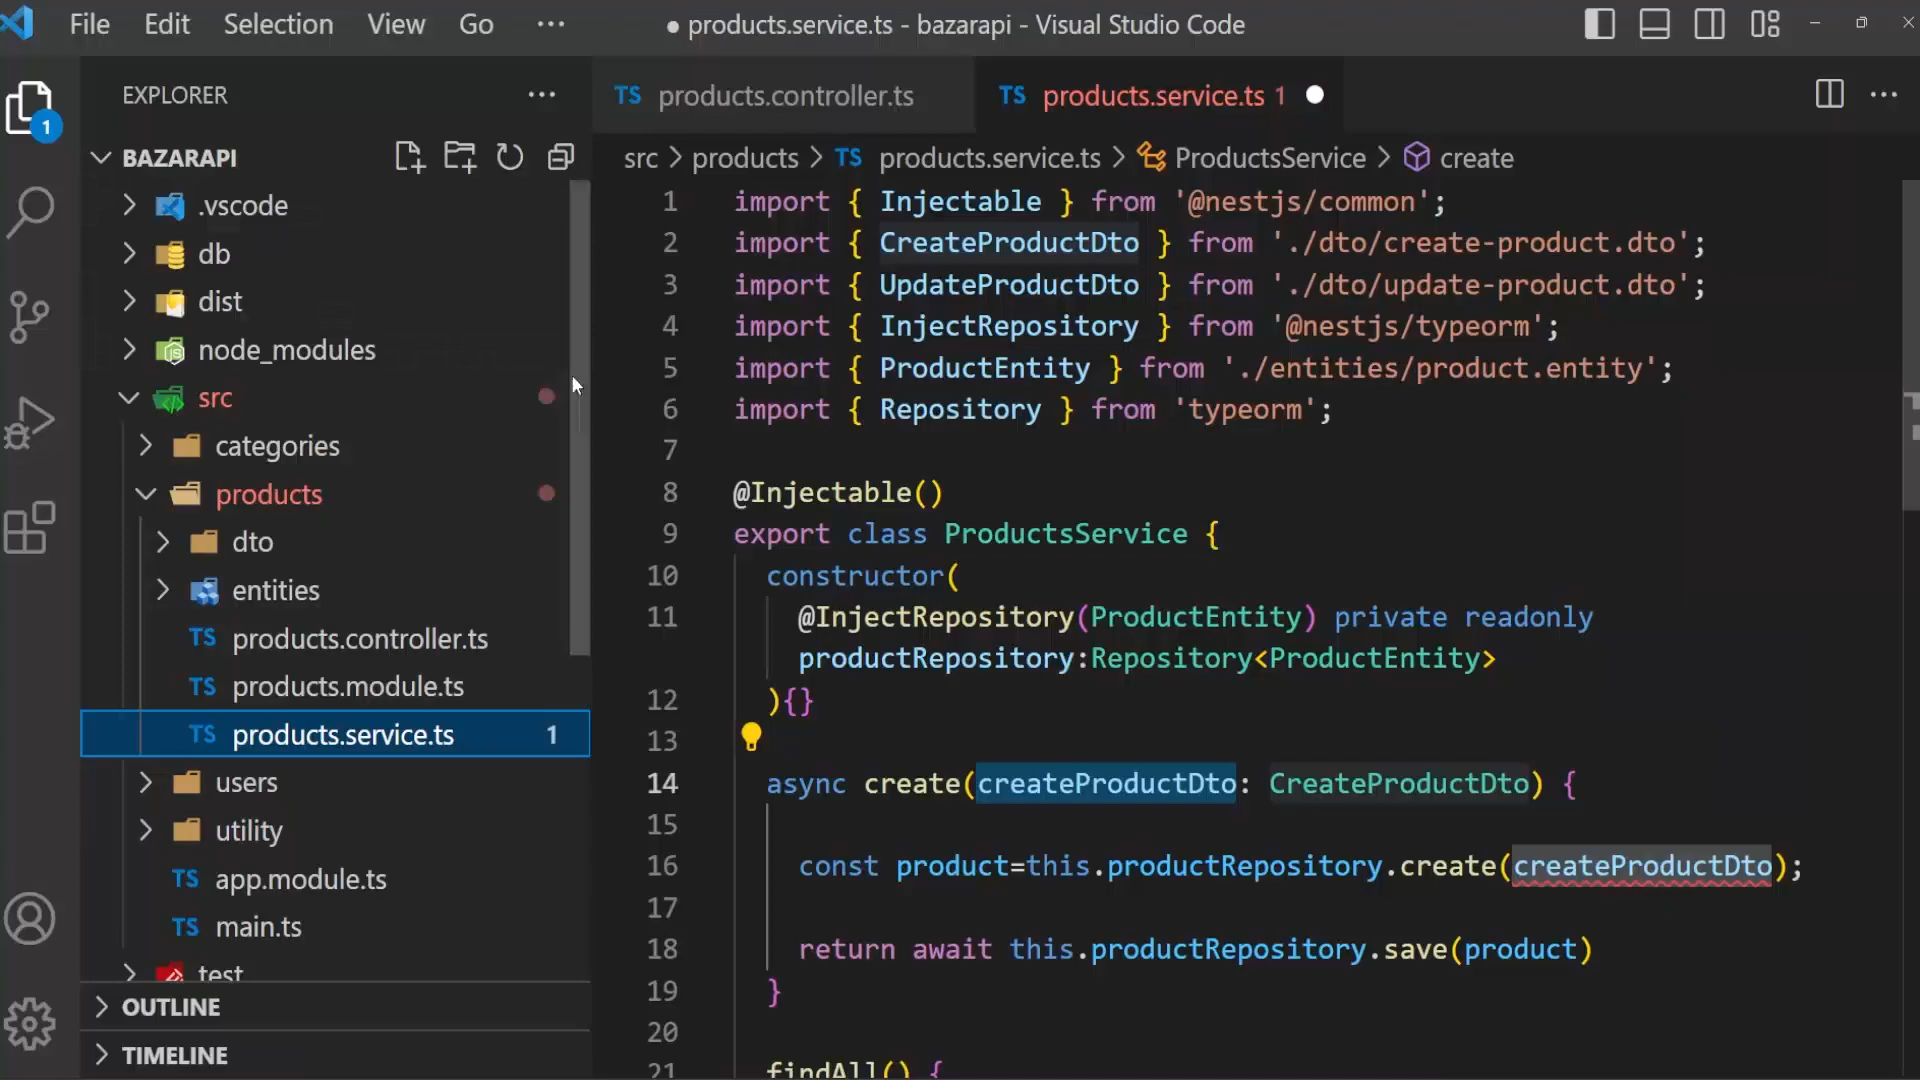 File Edit Selection View Go ··· ● products.service.ts - bazarapi - Visual Studio Code
EXPLORER ···
TS products.controller.ts
TS products.service.ts 1 ●
1
BAZARAPI
src > products > TS products.service.ts > ProductsService > create
.vscode
db
dist
node_modules
src
categories
products
dto
entities
TS products.controller.ts
TS products.module.ts
TS products.service.ts 1
users
utility
TS app.module.ts
TS main.ts
test
OUTLINE
TIMELINE
1 import { Injectable } from '@nestjs/common';
2 import { CreateProductDto } from './dto/create-product.dto';
3 import { UpdateProductDto } from './dto/update-product.dto';
4 import { InjectRepository } from '@nestjs/typeorm';
5 import { ProductEntity } from './entities/product.entity';
6 import { Repository } from 'typeorm';
7
8 @Injectable()
9 export class ProductsService {
10 constructor(
11 @InjectRepository(ProductEntity) private readonly
productRepository:Repository<ProductEntity>
12 ){}
13
14 async create(createProductDto: CreateProductDto) {
15
16 const product=this.productRepository.create(createProductDto);
17
18 return await this.productRepository.save(product)
19 }
20
21 findAll() {